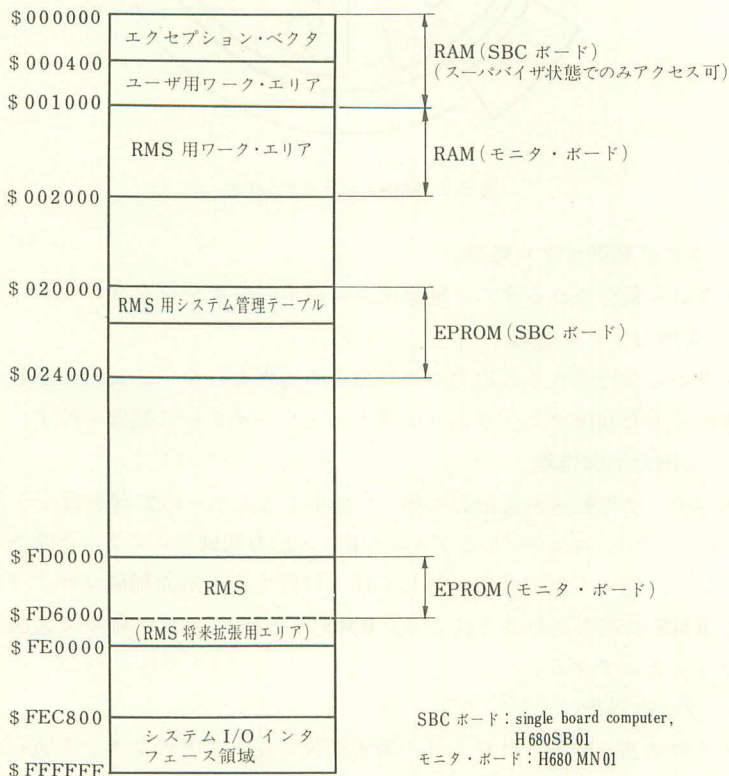 $ 000000
エクセプション・ベクタ
$ 000400
RAM(SBC ボード)
(スーパバイザ状態でのみアクセス可)
ユーザ用ワーク・エリア
$ 001000
RMS 用ワーク・エリア
RAM(モニタ・ボード)
$ 002000
$ 020000
RMS 用システム管理テーブル
EPROM(SBC ボード)
$ 024000
$ FD0000
RMS
EPROM(モニタ・ボード)
$ FD6000
(RMS 将来拡張用エリア)
$ FE0000
$ FEC800
システム I/O インタ
フェース領域
$ FFFFFF
SBC ボード:single board computer,
H680SB01
モニタ・ボード:H680 MN01